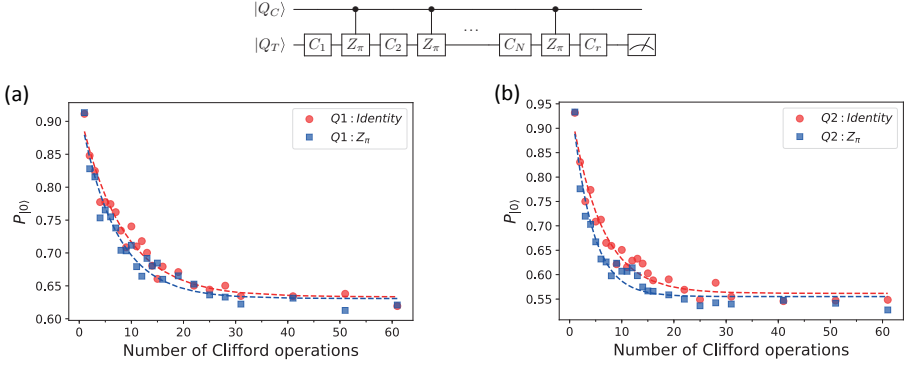 |Q_C⟩
|Q_T⟩ C_1 Z_π C_2 Z_π ... C_N Z_π C_r
(a)
Q1 : Identity
Q1 : Z_π
P_|0⟩
0.90
0.85
0.80
0.75
0.70
0.65
0.60
0 10 20 30 40 50 60
Number of Clifford operations
(b)
Q2 : Identity
Q2 : Z_π
P_|0⟩
0.95
0.90
0.85
0.80
0.75
0.70
0.65
0.60
0.55
0 10 20 30 40 50 60
Number of Clifford operations